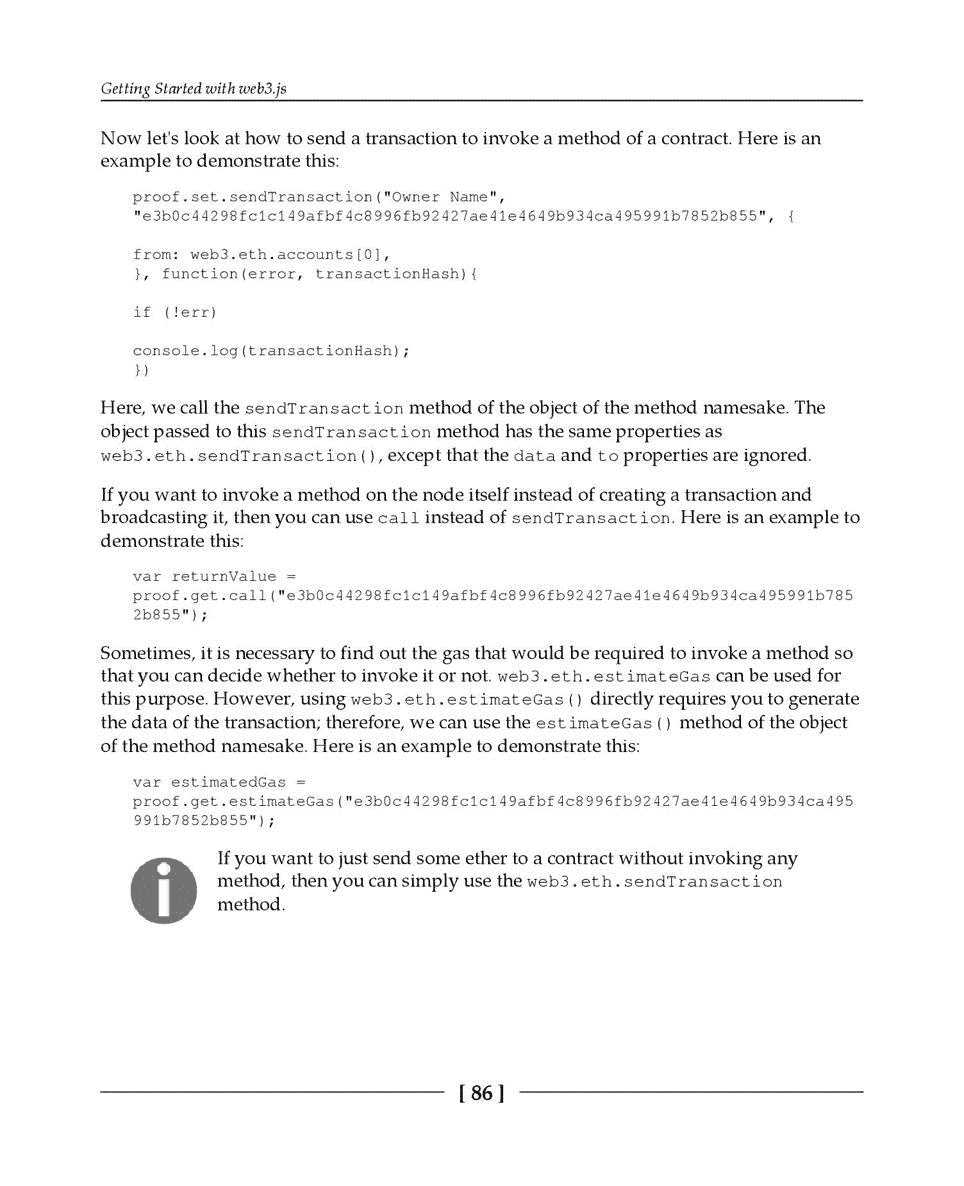 Getting Started with web3.js
Now let's look at how to send a transaction to invoke a method of a contract. Here is an
example to demonstrate this:
proof.set.sendTransaction("Owner Name",
"e3b0c44298fc1c149afbf4c8996fb92427ae41e4649b934ca495991b7852b855", {
from: web3.eth.accounts[0],
}, function(error, transactionHash){
if (!err)
console.log(transactionHash);
})
Here, we call the sendTransaction method of the object of the method namesake. The
object passed to this sendTransaction method has the same properties as
web3.eth.sendTransaction(), except that the data and to properties are ignored.
If you want to invoke a method on the node itself instead of creating a transaction and
broadcasting it, then you can use call instead of sendTransaction. Here is an example to
demonstrate this:
var returnValue =
proof.get.call("e3b0c44298fc1c149afbf4c8996fb92427ae41e4649b934ca495991b785
2b855");
Sometimes, it is necessary to find out the gas that would be required to invoke a method so
that you can decide whether to invoke it or not. web3.eth.estimateGas can be used for
this purpose. However, using web3.eth.estimateGas() directly requires you to generate
the data of the transaction; therefore, we can use the estimateGas() method of the object
of the method namesake. Here is an example to demonstrate this:
var estimatedGas =
proof.get.estimateGas("e3b0c44298fc1c149afbf4c8996fb92427ae41e4649b934ca495
991b7852b855");
If you want to just send some ether to a contract without invoking any
method, then you can simply use the web3.eth.sendTransaction
method.
[ 86 ]